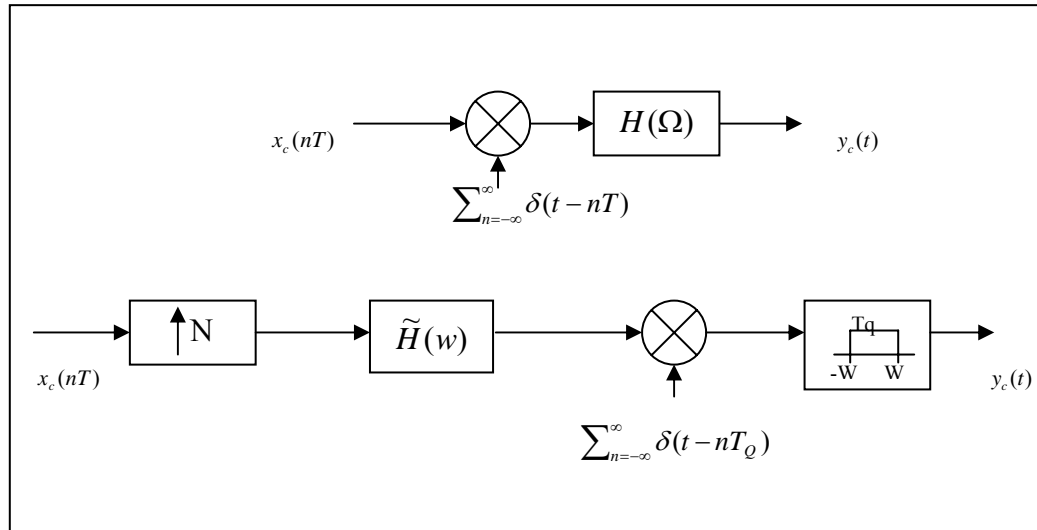 x_c(nT) H(Ω) y_c(t)
∑_{n=-∞}^{∞} δ(t - nT)
x_c(nT) ↑N H̃(w) Tq -W W y_c(t)
∑_{n=-∞}^{∞} δ(t - nT_Q)